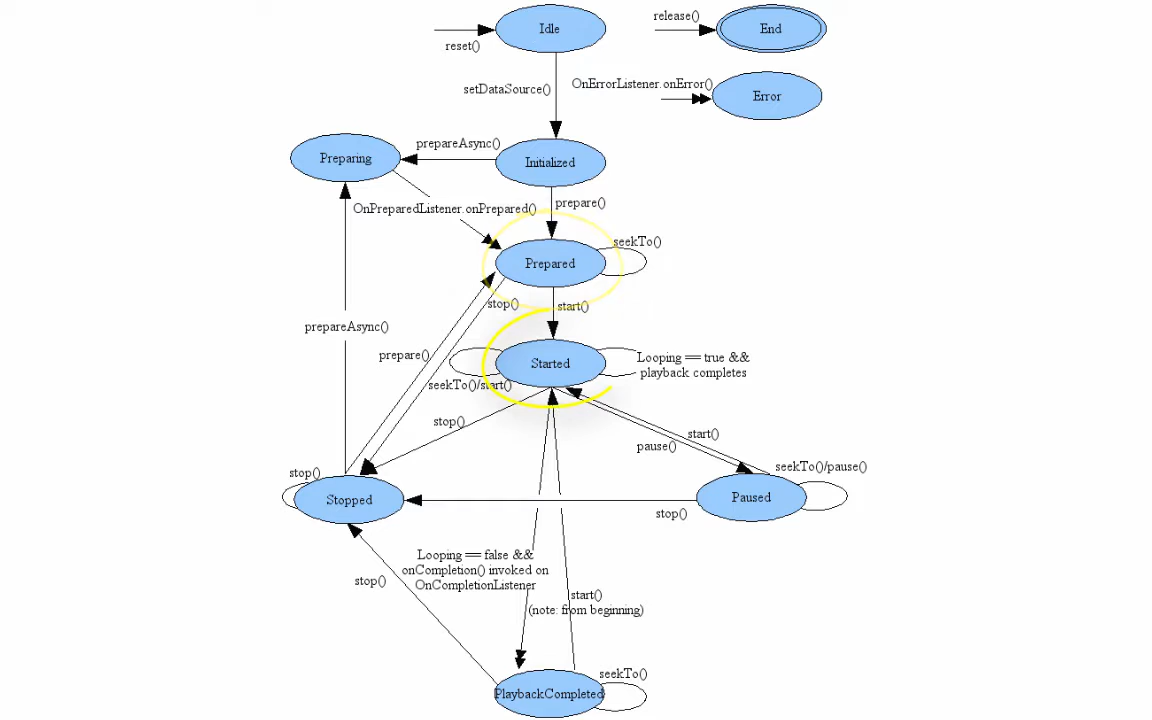 release()
Idle
End
reset()
OnErrorListener.onError()
setDataSource()
Error
prepareAsync()
Preparing
Initialized
prepare()
OnPreparedListener.onPrepared()
seekTo()
Prepared
stop()
start()
prepareAsync()
prepare()
Started
Looping == true &&
playback completes
seekTo()/start()
stop()
start()
pause()
seekTo()/pause()
stop()
Stopped
Paused
stop()
Looping == false &&
onCompletion() invoked on
OnCompletionListener
stop()
start()
(note: from beginning)
seekTo()
PlaybackCompleted